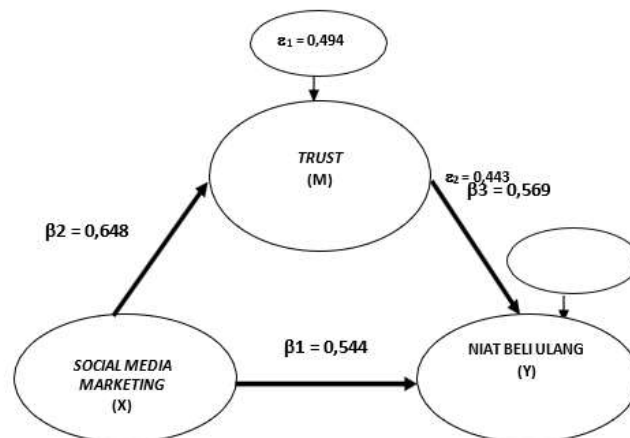 ε₁ = 0,494
TRUST
(M)
ε₂ = 0,443
β3 = 0,569
β2 = 0,648
β1 = 0,544
SOCIAL MEDIA
MARKETING
(X)
NIAT BELI ULANG
(Y)